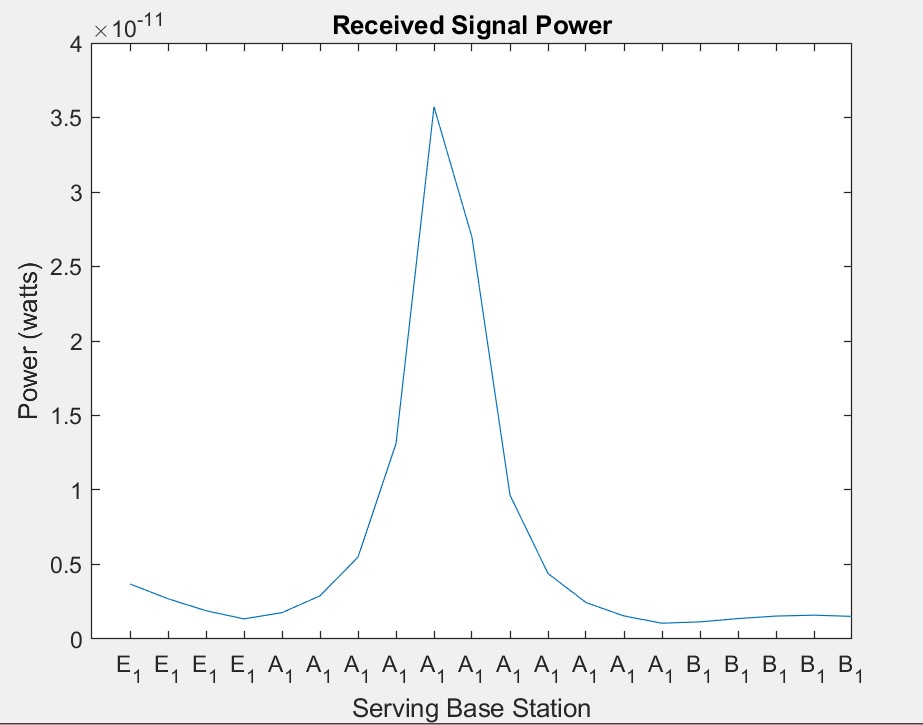 Received Signal Power
×10⁻¹¹
4
3.5
3
2.5
2
1.5
1
0.5
0
Power (watts)
E₁ E₁ E₁ E₁ A₁ A₁ A₁ A₁ A₁ A₁ A₁ A₁ A₁ A₁ A₁ B₁ B₁ B₁ B₁ B₁
Serving Base Station